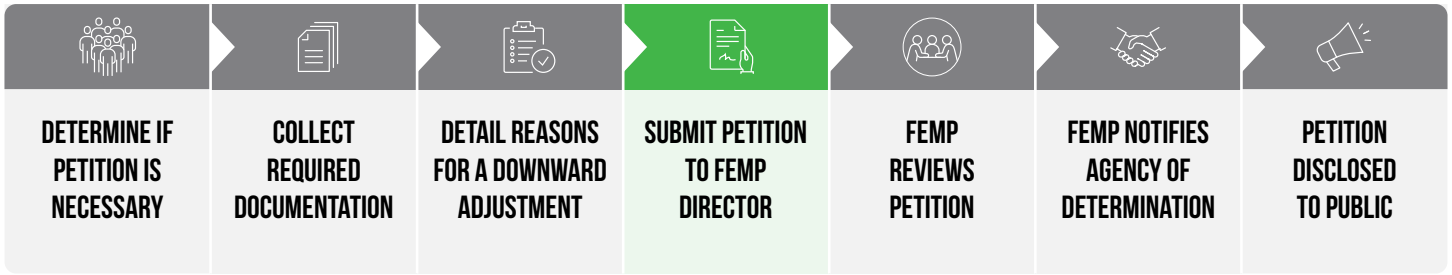 DETERMINE IF
PETITION IS
NECESSARY
COLLECT
REQUIRED
DOCUMENTATION
DETAIL REASONS
FOR A DOWNWARD
ADJUSTMENT
SUBMIT PETITION
TO FEMP
DIRECTOR
FEMP
REVIEWS
PETITION
FEMP NOTIFIES
AGENCY OF
DETERMINATION
PETITION
DISCLOSED
TO PUBLIC